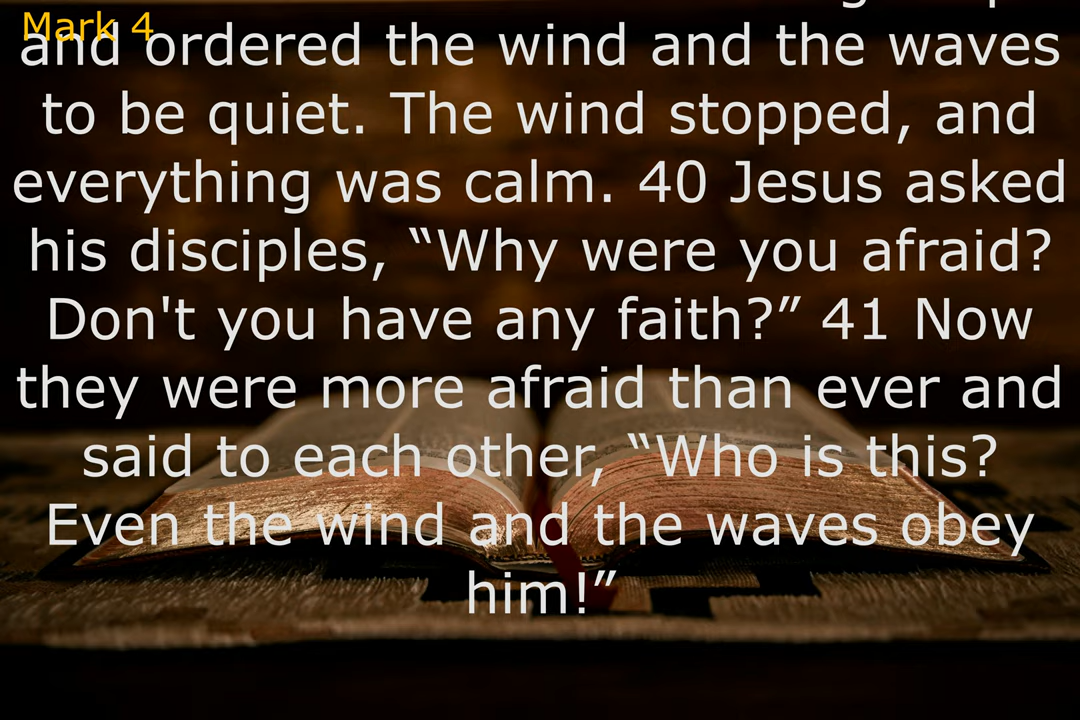 Mark 4
and ordered the wind and the waves
to be quiet. The wind stopped, and
everything was calm. 40 Jesus asked
his disciples, “Why were you afraid?
Don't you have any faith?” 41 Now
they were more afraid than ever and
said to each other, “Who is this?
Even the wind and the waves obey
him!”